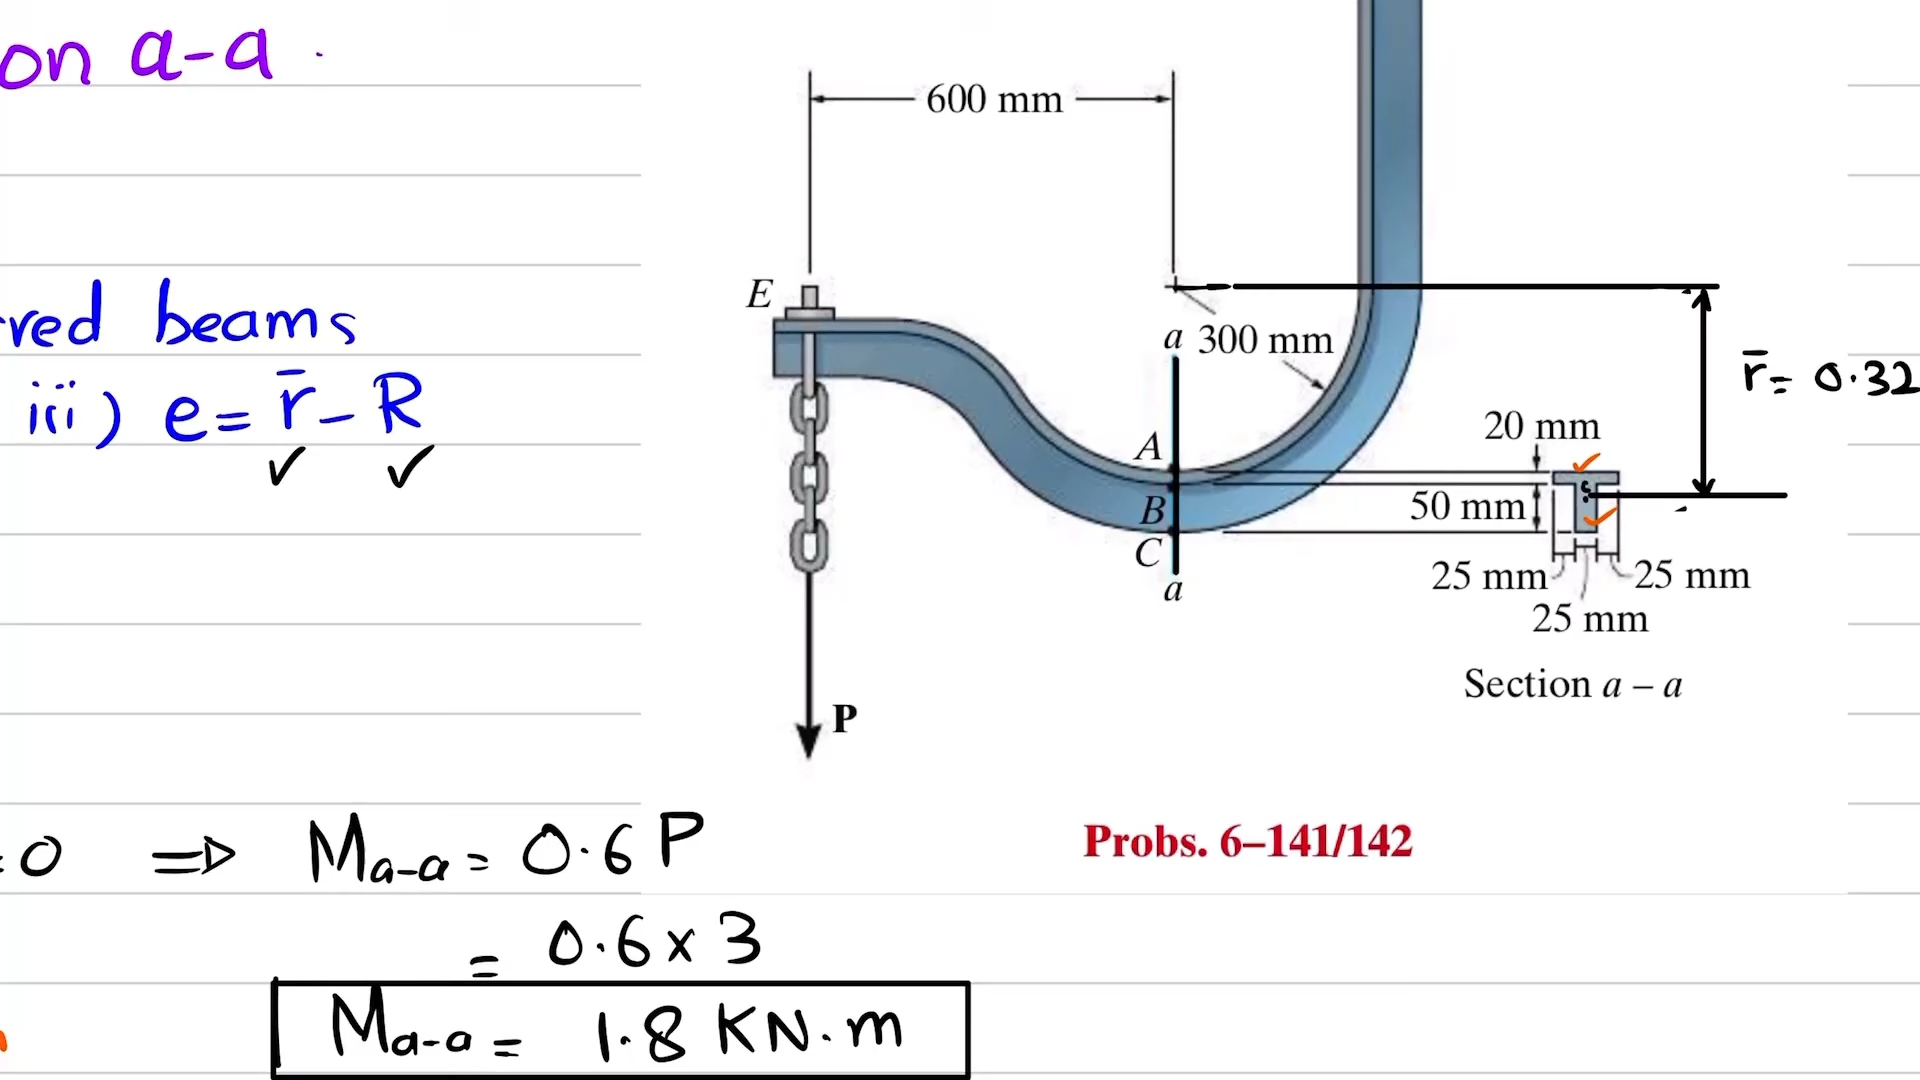 on a-a .
600 mm
E
red beams
a 300 mm
r̄ = 0.32
iii) e = r̄ - R
20 mm
A
B
50 mm
C
25 mm
25 mm
a
25 mm
Section a – a
P
= 0 ⇒ Ma-a = 0.6 P
Probs. 6–141/142
= 0.6 x 3
Ma-a = 1.8 KN.m